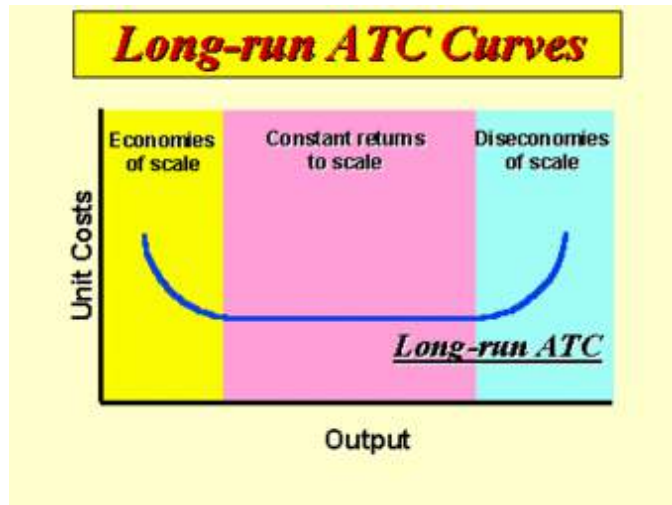 Long-run ATC Curves
Economies
of scale
Constant returns
to scale
Diseconomies
of scale
Unit Costs
Long-run ATC
Output